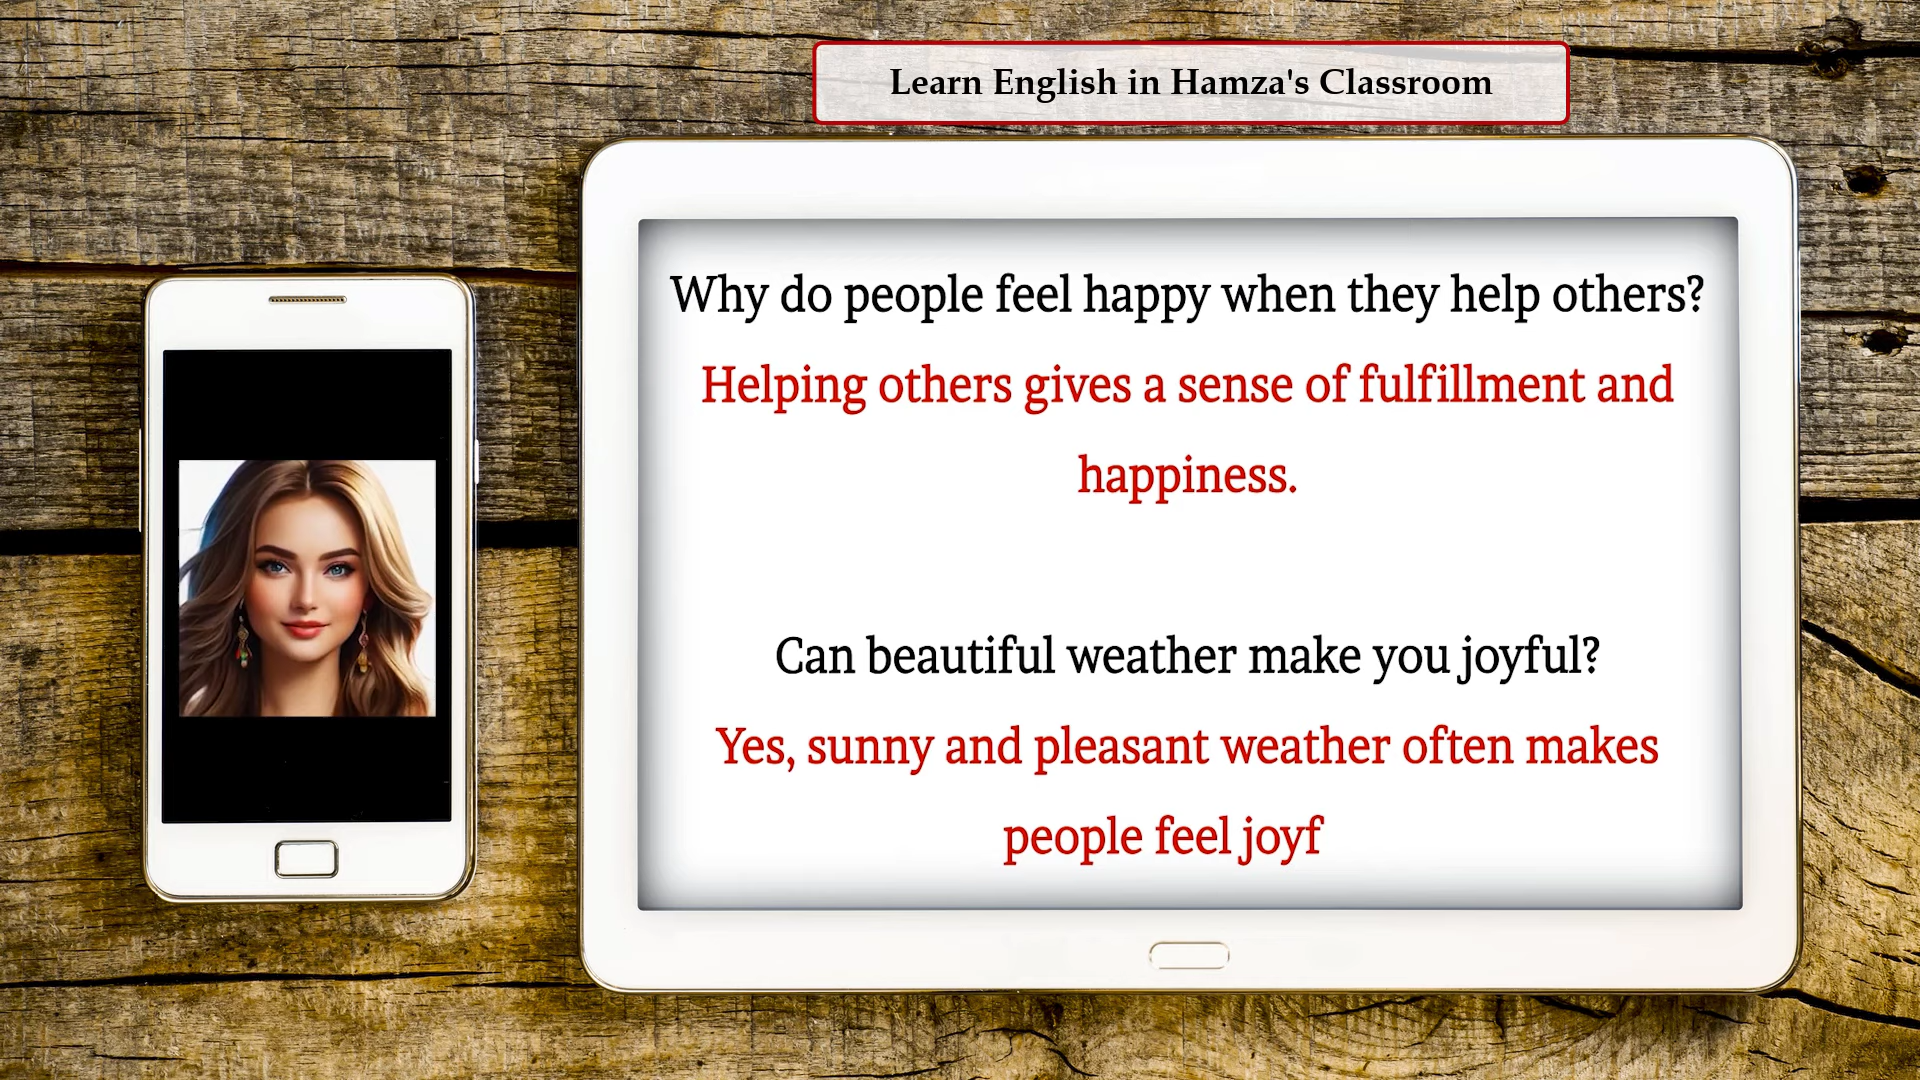 Learn English in Hamza's Classroom
Why do people feel happy when they help others?
Helping others gives a sense of fulfillment and
happiness.
Can beautiful weather make you joyful?
Yes, sunny and pleasant weather often makes
people feel joyf